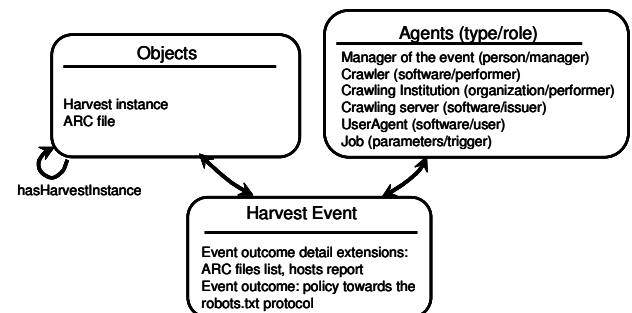 Objects
Harvest instance
ARC file
hasHarvestInstance
Agents (type/role)
Manager of the event (person/manager)
Crawler (software/performer)
Crawling Institution (organization/performer)
Crawling server (software/issuer)
UserAgent (software/user)
Job (parameters/trigger)
Harvest Event
Event outcome detail extensions:
ARC files list, hosts report
Event outcome: policy towards the
robots.txt protocol